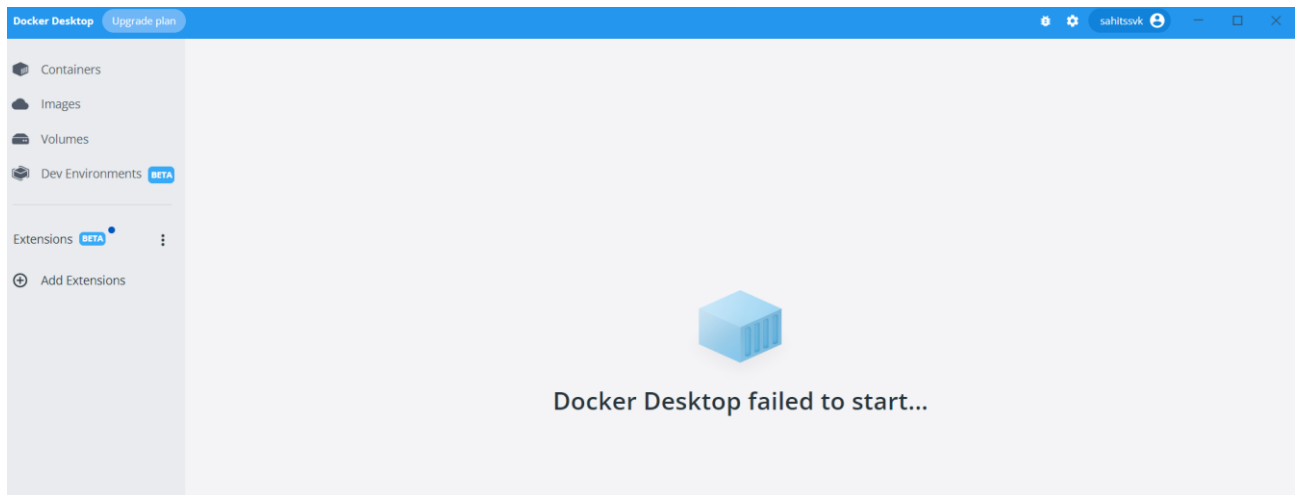 Docker Desktop Upgrade plan sahitssvk
Containers
Images
Volumes
Dev Environments BETA
Extensions BETA
Add Extensions
Docker Desktop failed to start...